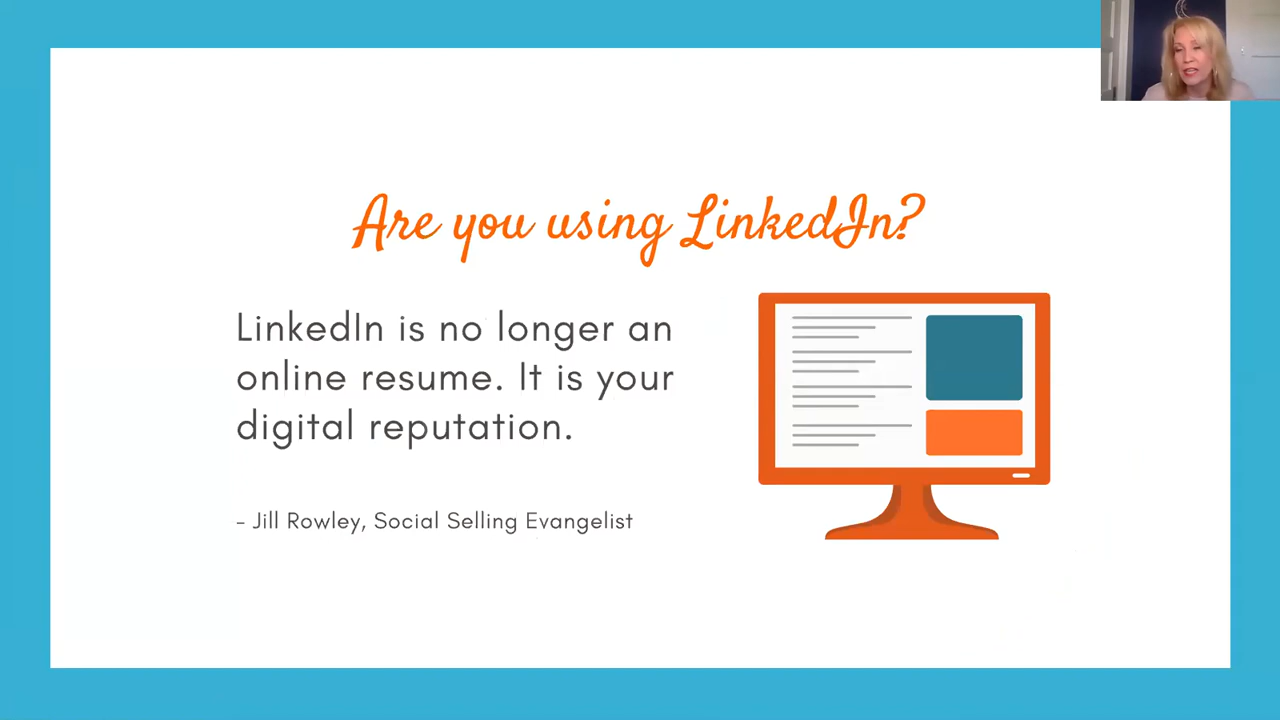 Are you using LinkedIn?
LinkedIn is no longer an
online resume. It is your
digital reputation.
- Jill Rowley, Social Selling Evangelist